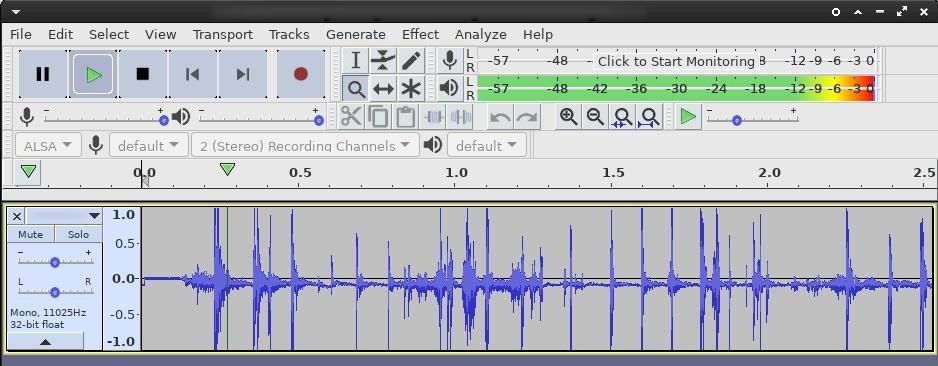 File Edit Select View Transport Tracks Generate Effect Analyze Help
L
R
-57 -48 Click to Start Monitoring -12 -9 -6 -3 0
L
R
-57 -48 -42 -36 -30 -24 -18 -12 -9 -6 -3 0
- + - + - +
ALSA default 2 (Stereo) Recording Channels default
0.0 0.5 1.0 1.5 2.0 2.5
Mute Solo
- +
L R
Mono, 11025Hz
32-bit float
1.0
0.5
0.0
-0.5
-1.0